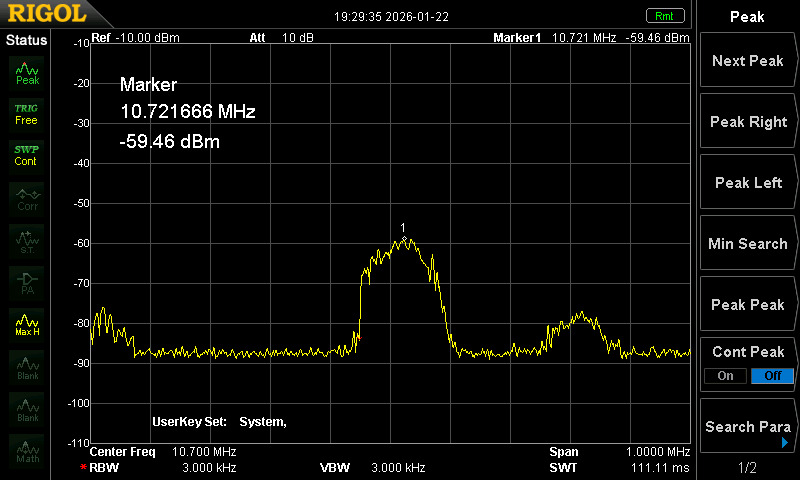 RIGOL
19:29:35 2026-01-22
Rmt
Peak
Status
Ref -10.00 dBm Att 10 dB Marker1 10.721 MHz -59.46 dBm
Peak
TRIG
Free
SWP
Cont
Corr
S.T
PA
Max H
Blank
Blank
Math
-10
-20
-30
-40
-50
-60
-70
-80
-90
-100
-110
Marker
10.721666 MHz
-59.46 dBm
1
UserKey Set: System,
Center Freq 10.700 MHz Span 1.0000 MHz
RBW 3.000 kHz VBW 3.000 kHz SWT 111.11 ms
Next Peak
Peak Right
Peak Left
Min Search
Peak Peak
Cont Peak
On Off
Search Para
1/2